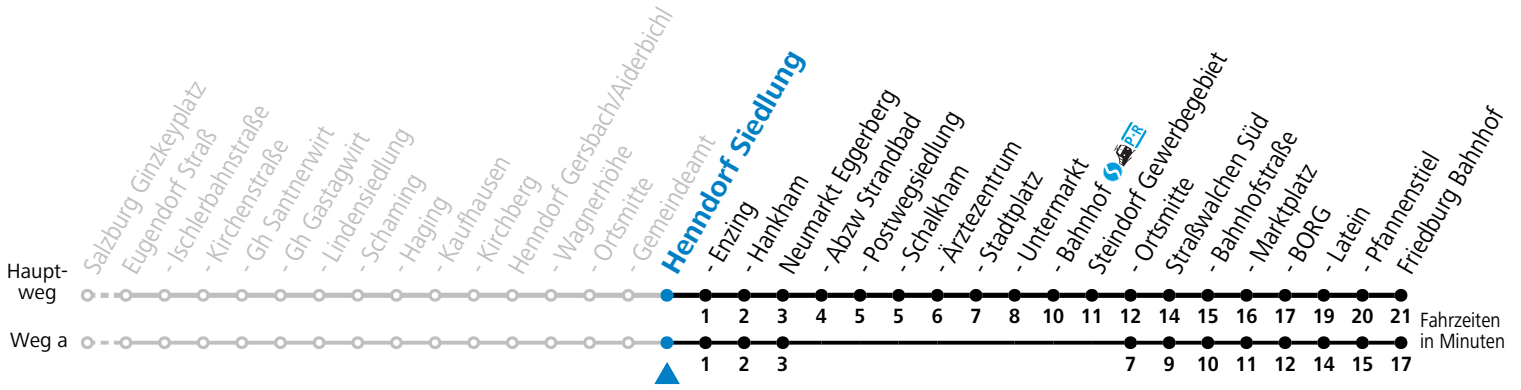 Salzburg Ginzkeyplatz
Eugendorf Straß
- Ischlerbahnstraße
- Kirchenstraße
- Gh Santnerwirt
- Gh Gastagwirt
- Lindensiedlung
- Schaming
- Haging
- Kaufhausen
- Kirchberg
Henndorf Gersbach/Aiderbichl
- Wagnerhöhe
- Ortsmitte
- Gemeindeamt
Henndorf Siedlung
- Enzing
- Hankham
Neumarkt Eggerberg
- Abzw Strandbad
- Postwegsiedlung
- Schalkham
- Ärztezentrum
- Stadtplatz
- Untermarkt
- Bahnhof S P+R
Steindorf Gewerbegebiet
- Ortsmitte
Straßwalchen Süd
- Bahnhofstraße
- Marktplatz
- BORG
- Latein
- Pfannenstiel
Friedburg Bahnhof
Haupt-
weg
1 2 3 4 5 5 6 7 8 10 11 12 14 15 16 17 19 20 21
Fahrzeiten
in Minuten
Weg a
1 2 3 7 9 10 11 12 14 15 17